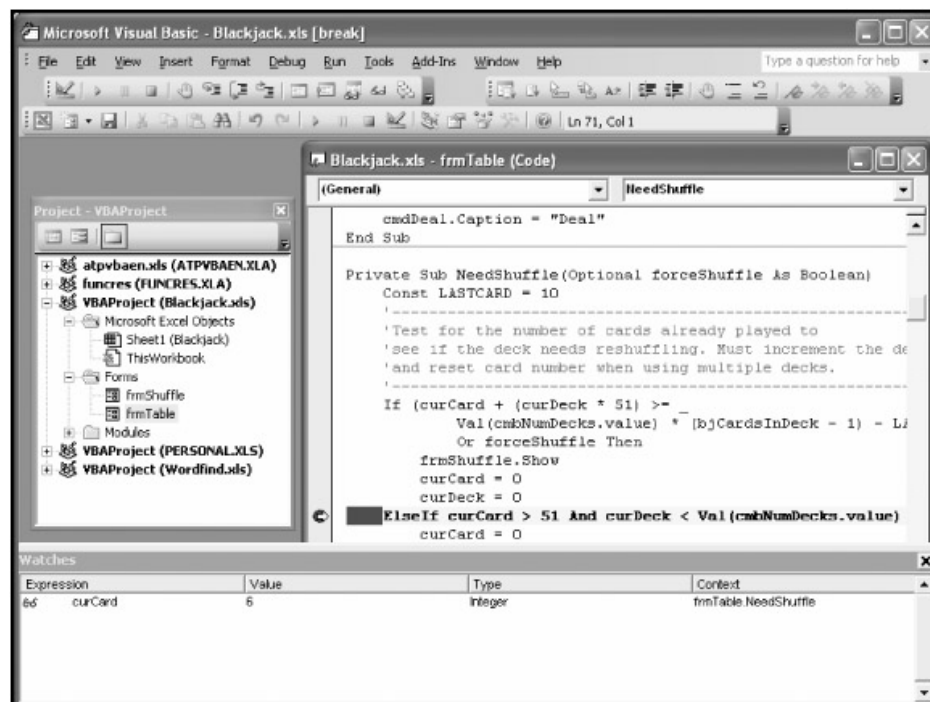 Microsoft Visual Basic - Blackjack.xls [break]
File Edit View Insert Format Debug Run Tools Add-Ins Window Help
Type a question for help
Ln 71, Col 1
Blackjack.xls - frmTable (Code)
(General)
NeedShuffle
cmdDeal.Caption = "Deal"
End Sub
Private Sub NeedShuffle(Optional forceShuffle As Boolean)
Const LASTCARD = 10
'---------------------------------------------------------
'Test for the number of cards already played to
'see if the deck needs reshuffling. Must increment the de
'and reset card number when using multiple decks.
'---------------------------------------------------------
If (curCard + (curDeck * 51) >= _
Val(cmbNumDecks.value) * (bjCardsInDeck - 1) - LA
Or forceShuffle Then
frmShuffle.Show
curCard = 0
curDeck = 0
ElseIf curCard > 51 And curDeck < Val(cmbNumDecks.value)
curCard = 0
Project - VBAProject
atpvbaen.xls (ATPVBAEN.XLA)
funcres (FUNCRES.XLA)
VBAProject (Blackjack.xls)
Microsoft Excel Objects
Sheet1 (Blackjack)
ThisWorkbook
Forms
frmShuffle
frmTable
Modules
VBAProject (PERSONAL.XLS)
VBAProject (Wordfind.xls)
Watches
Expression Value Type Context
curCard 6 Integer frmTable.NeedShuffle